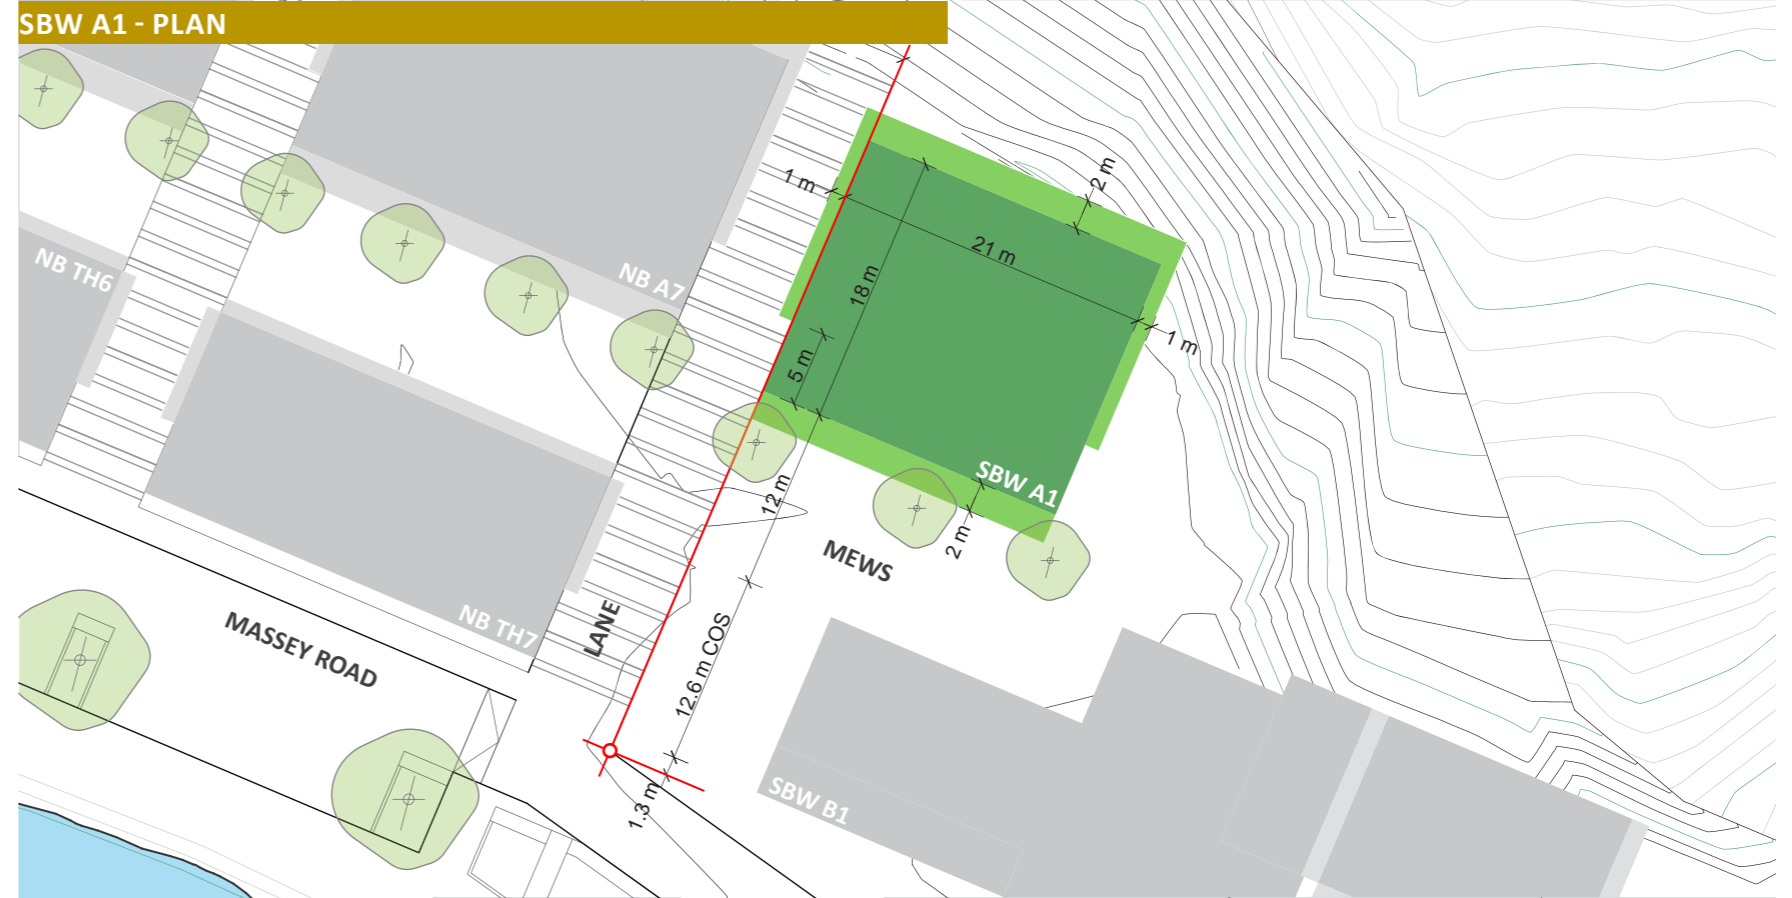 SBW A1 - PLAN
1 m
2 m
NB TH6
NB A7
21 m
18 m
1 m
5 m
SBW A1
12 m
2 m
MEWS
MASSEY ROAD
NB TH7
LANE
12.6 m COS
1.3 m
SBW B1